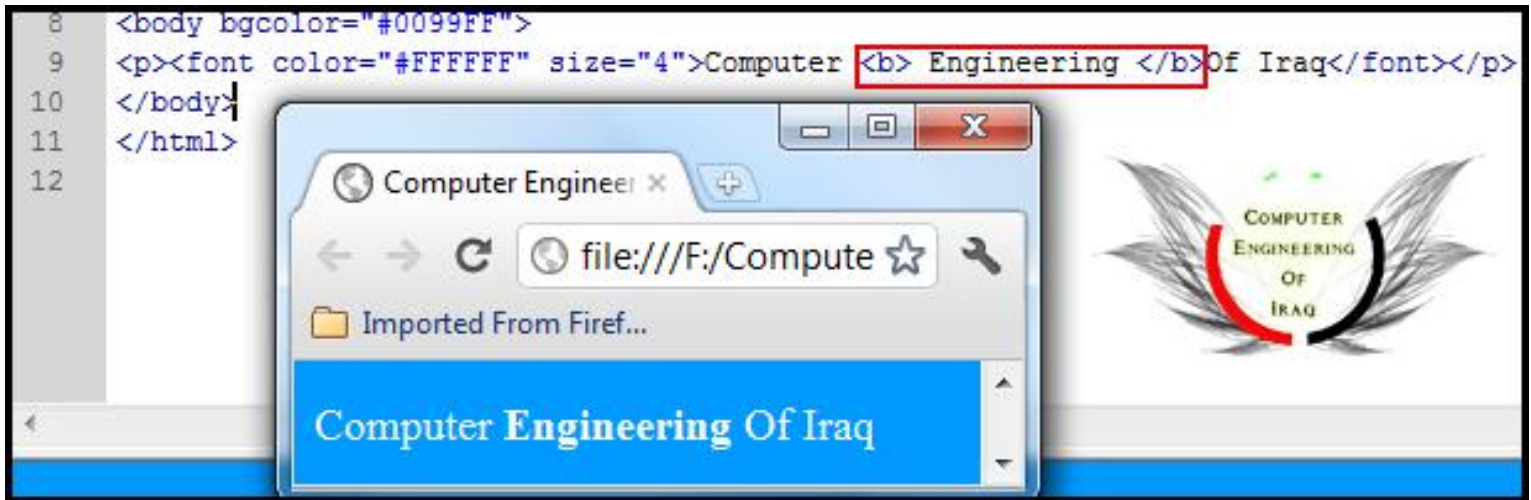 8 <body bgcolor="#0099FF">
9 <p><font color="#FFFFFF" size="4">Computer <b> Engineering </b>Of Iraq</font></p>
10 </body>
11 </html>
12
Computer Engineer
file:///F:/Compute
Imported From Firef...
Computer Engineering Of Iraq
COMPUTER
ENGINEERING
OF
IRAQ